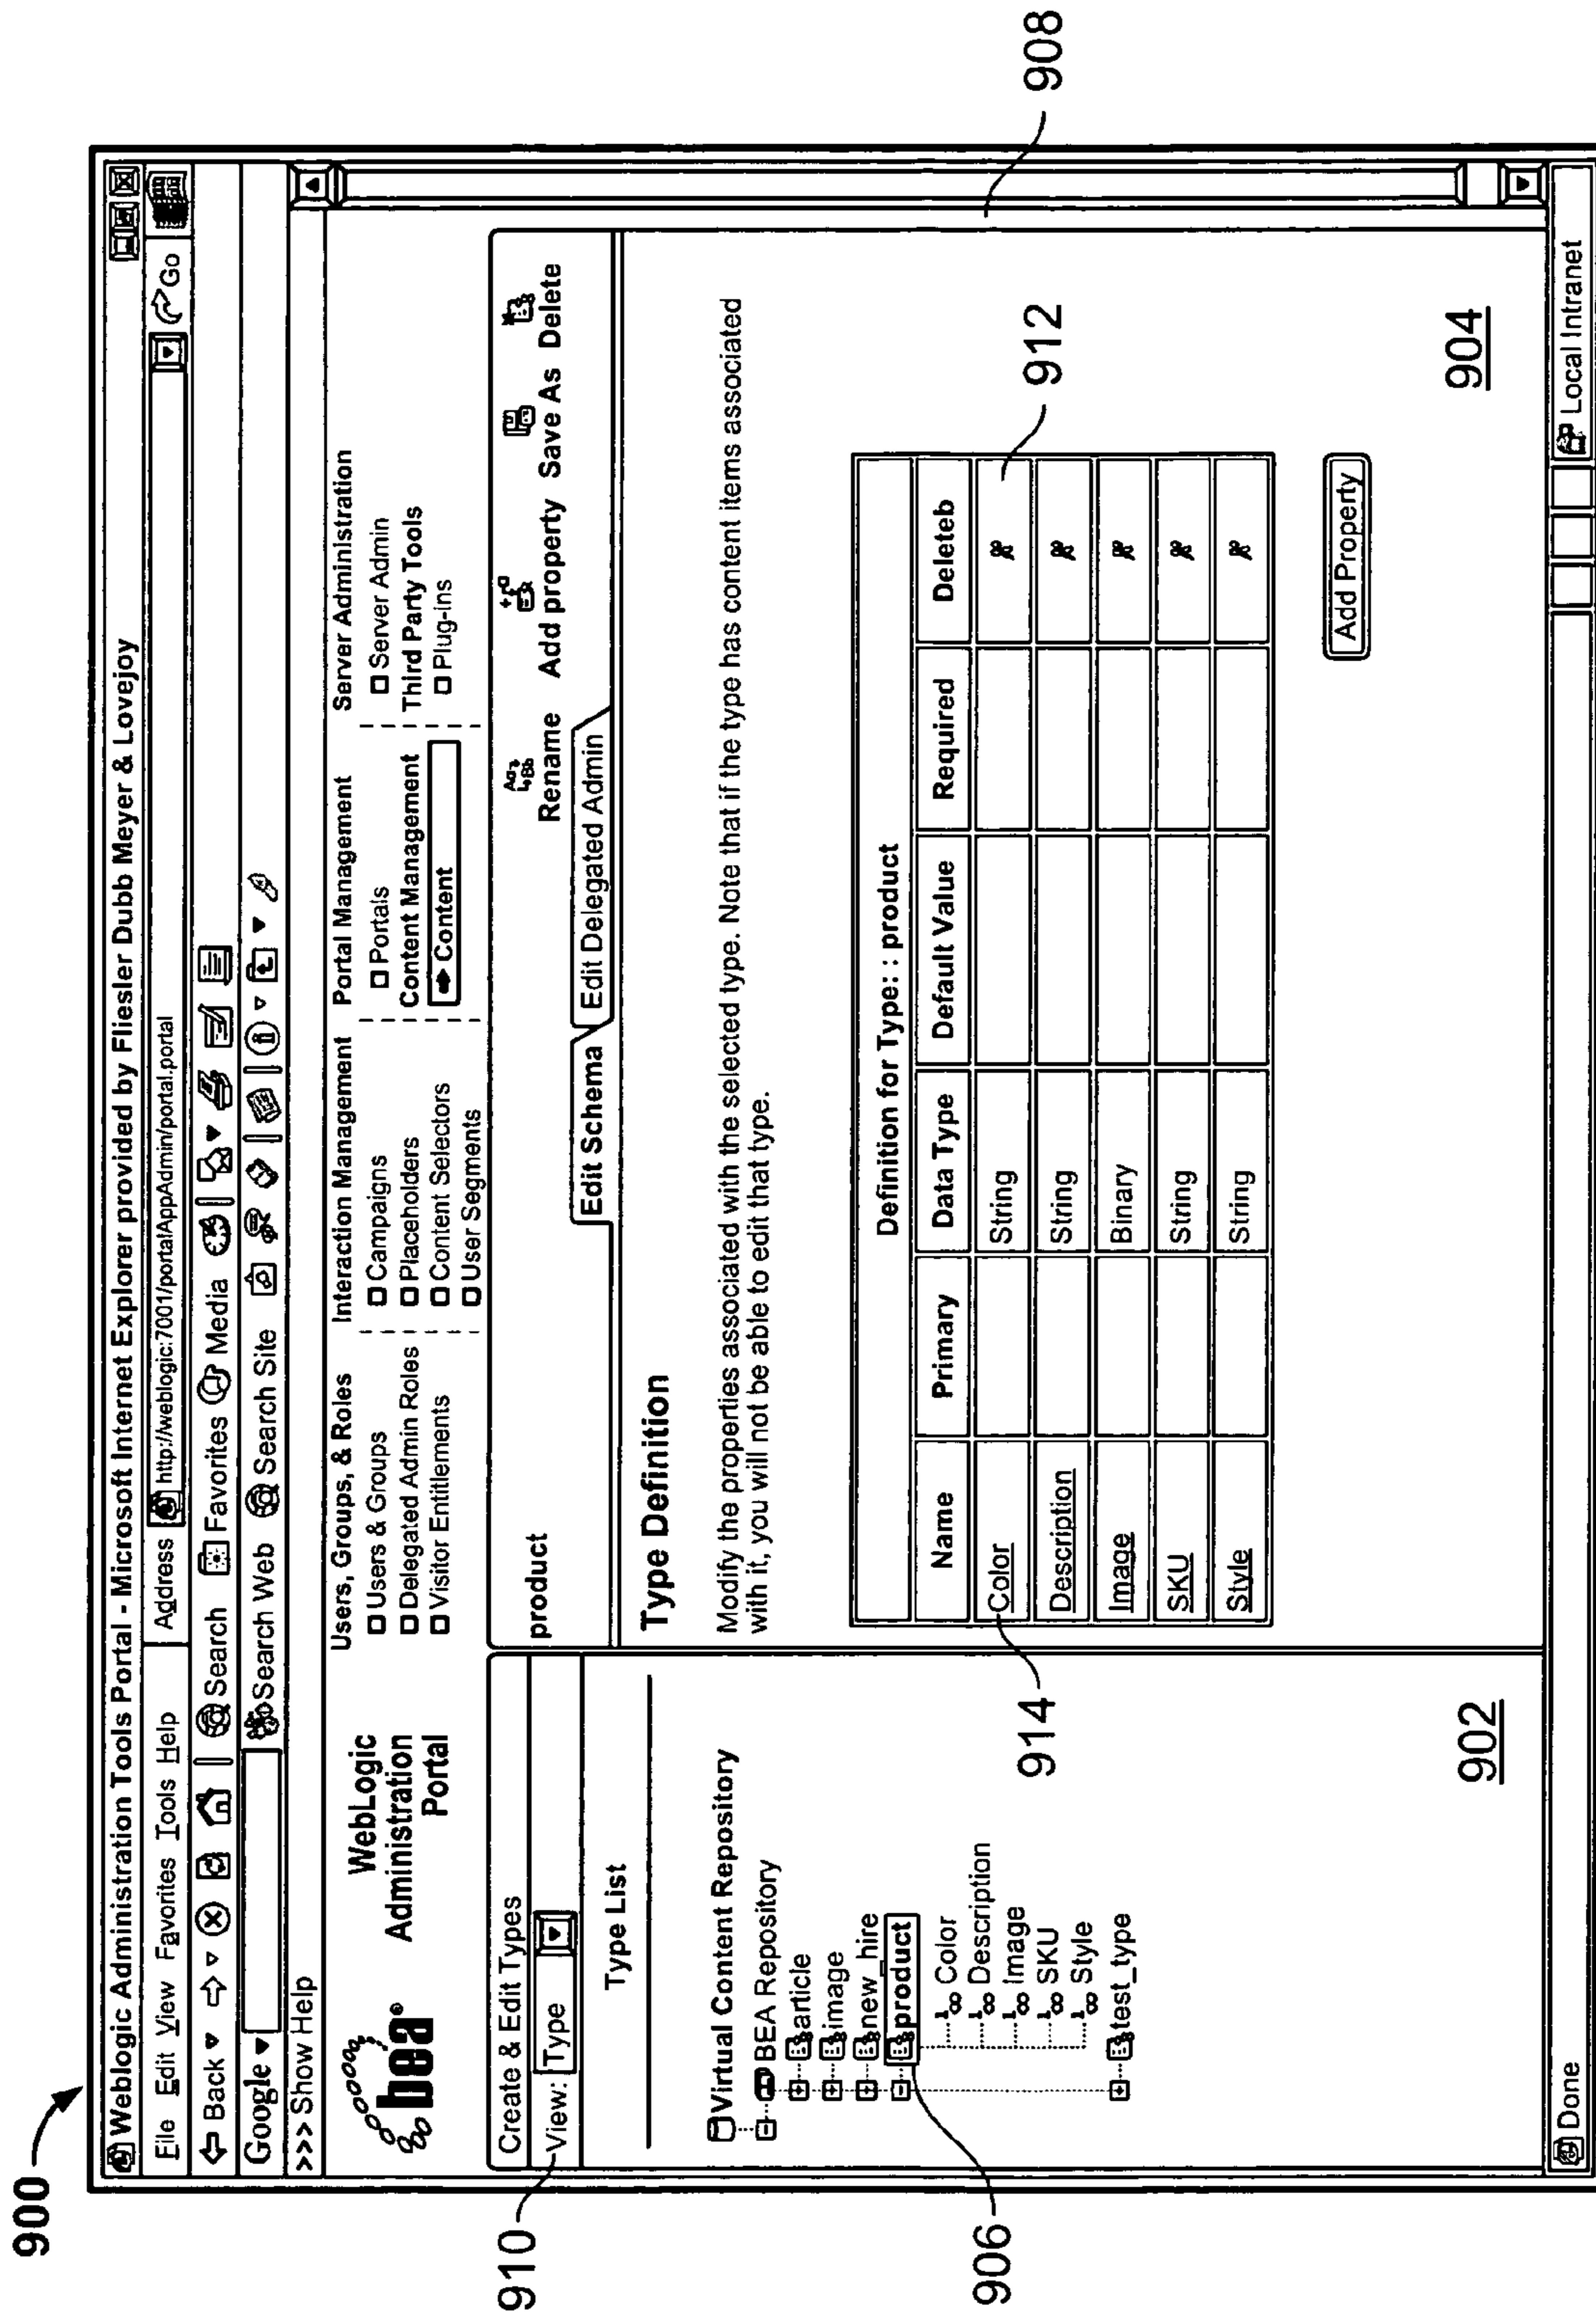 900
Weblogic Administration Tools Portal - Microsoft Internet Explorer provided by Fliesler Dubb Meyer & Lovejoy
File Edit View Favorites Tools Help Address http://weblogic:7001/portalAppAdmin/portal.portal Go
Back Search Favorites Media
Google Search Web Search Site
>>> Show Help
bea®
WebLogic
Administration
Portal
Users, Groups, & Roles
Users & Groups
Delegated Admin Roles
Visitor Entitlements
Interaction Management
Campaigns
Placeholders
Content Selectors
User Segments
Portal Management
Portals
Content Management
Content
Server Administration
Server Admin
Third Party Tools
Plug-ins
910
Create & Edit Types
View: Type
Type List
Virtual Content Repository
BEA Repository
article
image
new_hire
product
Color
Description
Image
SKU
Style
test_type
906
902
product
Rename Add property Save As Delete
Edit Schema Edit Delegated Admin
Type Definition
Modify the properties associated with the selected type. Note that if the type has content items associated
with it, you will not be able to edit that type.
Definition for Type: : product
Name Primary Data Type Default Value Required Deleteb
Color String
Description String
Image Binary
SKU String
Style String
Add Property
914
912
908
904
Done Local Intranet